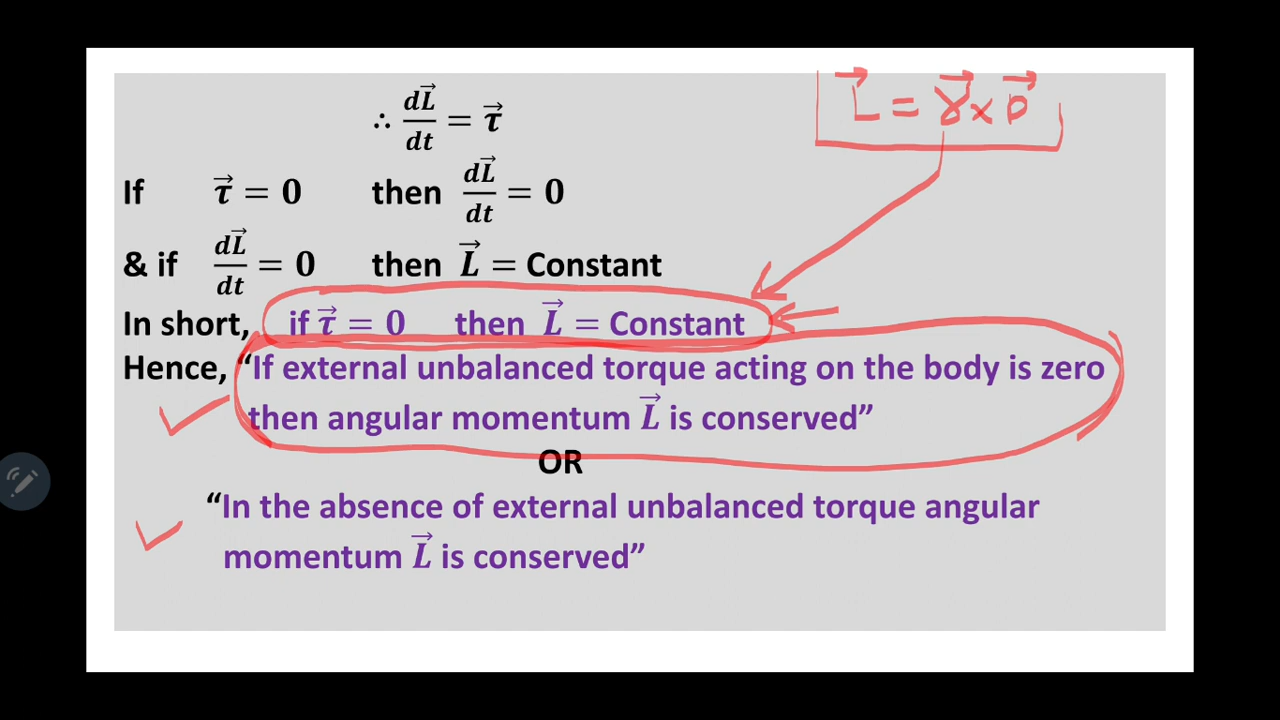 L⃗ = r⃗ × p⃗
∴ dL⃗/dt = τ⃗
If τ⃗ = 0 then dL⃗/dt = 0
& if dL⃗/dt = 0 then L⃗ = Constant
In short, if τ⃗ = 0 then L⃗ = Constant
Hence, “If external unbalanced torque acting on the body is zero
then angular momentum L⃗ is conserved”
OR
“In the absence of external unbalanced torque angular
momentum L⃗ is conserved”